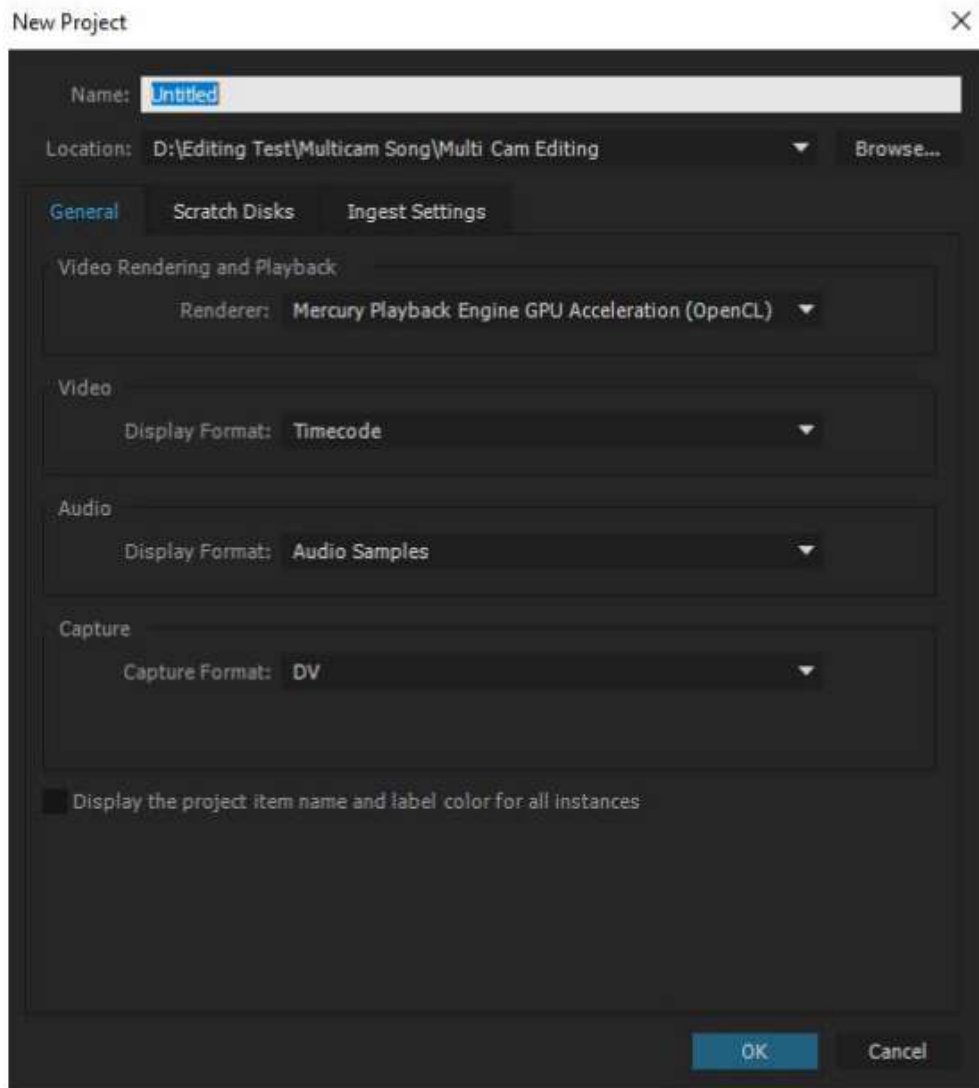 New Project
Name: Untitled
Location: D:\Editing Test\Multicam Song\Multi Cam Editing Browse...
General Scratch Disks Ingest Settings
Video Rendering and Playback
Renderer: Mercury Playback Engine GPU Acceleration (OpenCL)
Video
Display Format: Timecode
Audio
Display Format: Audio Samples
Capture
Capture Format: DV
Display the project item name and label color for all instances
OK Cancel